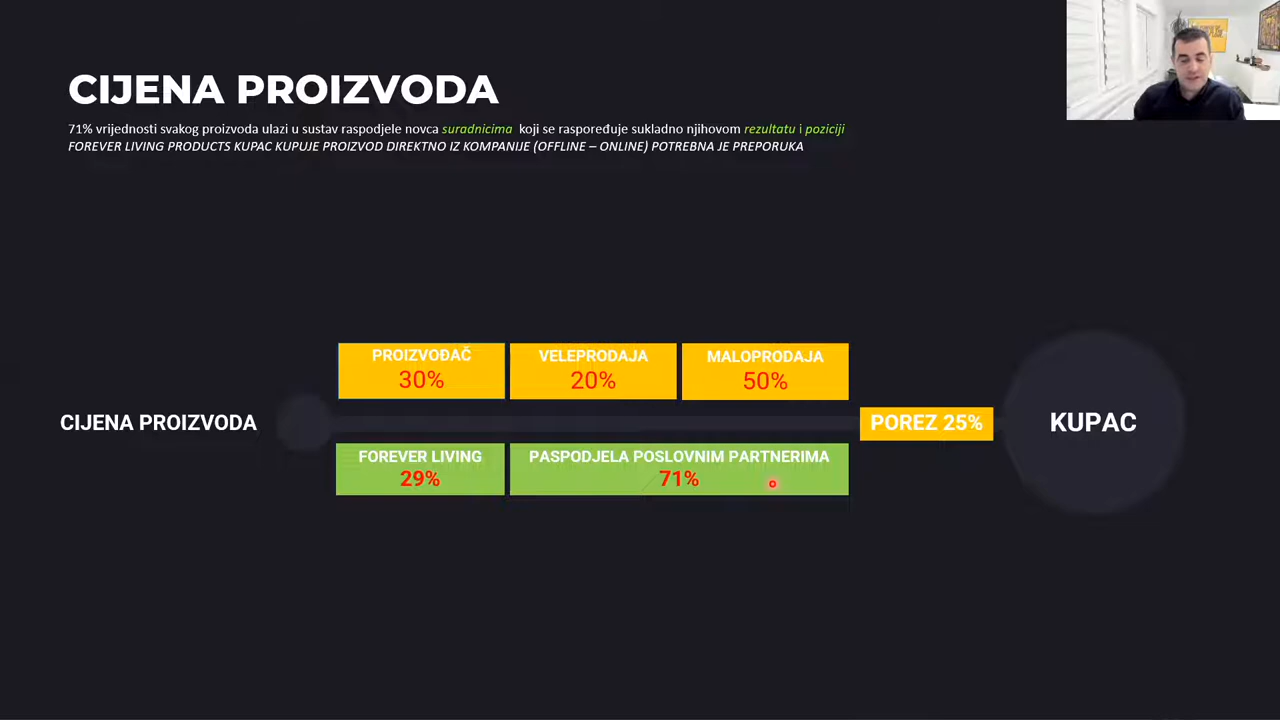 CIJENA PROIZVODA
71% vrijednosti svakog proizvoda ulazi u sustav raspodjele novca suradnicima koji se raspoređuje sukladno njihovom rezultatu i poziciji
FOREVER LIVING PRODUCTS KUPAC KUPUJE PROIZVOD DIREKTNO IZ KOMPANIJE (OFFLINE – ONLINE) POTREBNA JE PREPORUKA
PROIZVOĐAČ
30%
VELEPRODAJA
20%
MALOPRODAJA
50%
CIJENA PROIZVODA
POREZ 25%
KUPAC
FOREVER LIVING
29%
PASPODJELA POSLOVNIM PARTNERIMA
71%